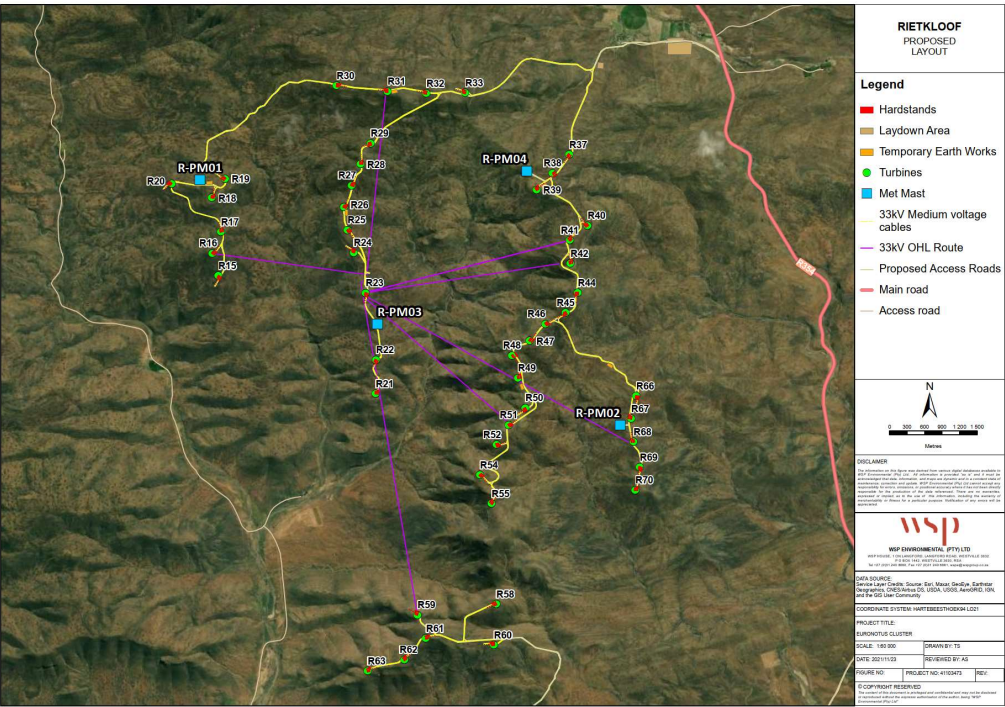 R30
R31
R32
R33
R29
R28
R27
R26
R25
R24
R23
R-PM01
R20
R19
R18
R17
R16
R15
R-PM04
R37
R38
R39
R40
R41
R42
R44
R45
R46
R47
R48
R49
R50
R51
R52
R54
R55
R-PM03
R22
R21
R-PM02
R66
R67
R68
R69
R70
R58
R59
R60
R61
R62
R63
RIETKLOOF
PROPOSED
LAYOUT
Legend
Hardstands
Laydown Area
Temporary Earth Works
Turbines
Met Mast
33kV Medium voltage
cables
33kV OHL Route
Proposed Access Roads
Main road
Access road
N
0 300 600 900 1 200 1 500
Metres
DISCLAIMER
wsp
WSP ENVIRONMENTAL (PTY) LTD
DATA SOURCE:
Service Layer Credits: Source: Esri, Maxar, GeoEye, Earthstar
Geographics, CNES/Airbus DS, USDA, USGS, AeroGRID, IGN,
and the GIS User Community
COORDINATE SYSTEM: HARTEBEESTHOEK94 LO21
PROJECT TITLE:
EURONOTUS CLUSTER
SCALE: 1:60 000
DRAWN BY: TS
DATE: 2021/11/23
REVIEWED BY: AS
FIGURE NO:
PROJECT NO: 41103473
REV:
© COPYRIGHT RESERVED